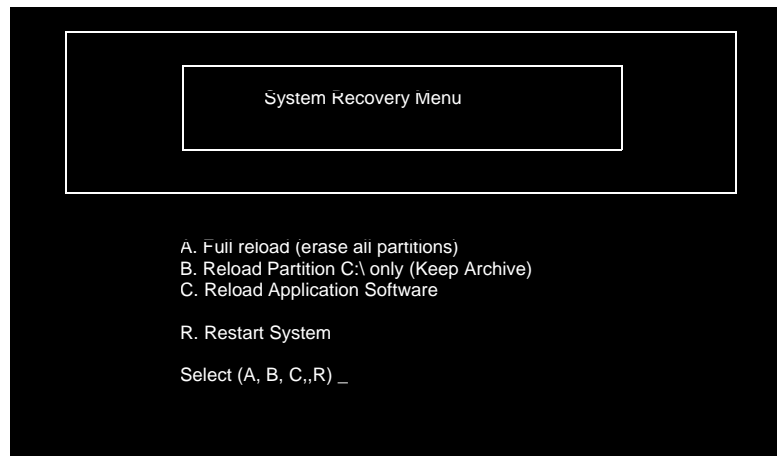 System Recovery Menu
A. Full reload (erase all partitions)
B. Reload Partition C:\ only (Keep Archive)
C. Reload Application Software
R. Restart System
Select (A, B, C,,R) _